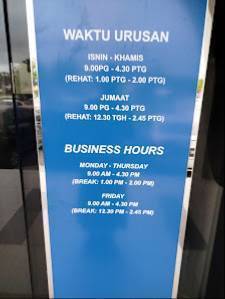 WAKTU URUSAN
ISNIN - KHAMIS
9.00PG - 4.30 PTG
(REHAT: 1.00 PTG - 2.00 PTG)
JUMAAT
9.00 PG - 4.30 PTG
(REHAT: 12.30 TGH - 2.45 PTG)
BUSINESS HOURS
MONDAY - THURSDAY
9.00 AM - 4.30 PM
(BREAK: 1.00 PM - 2.00 PM)
FRIDAY
9.00 AM - 4.30 PM
(BREAK: 12.30 PM - 2.45 PM)